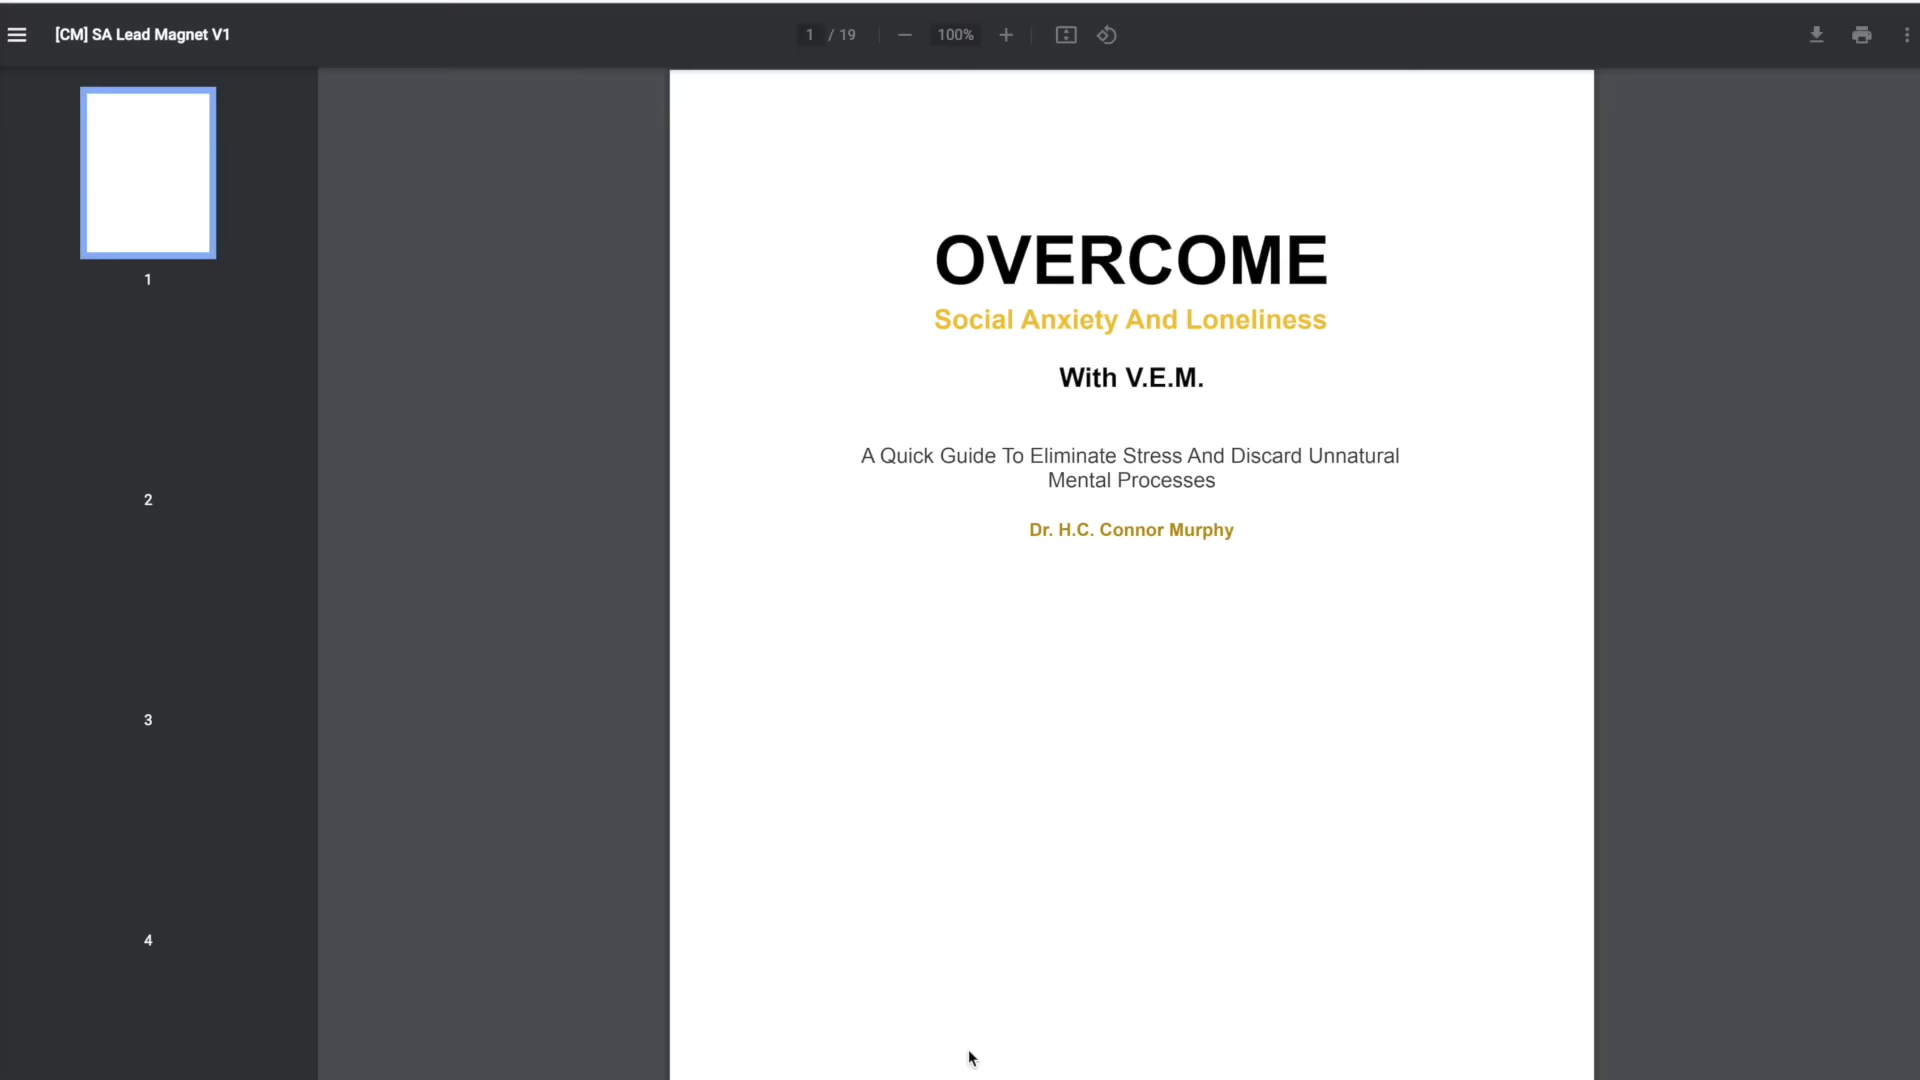 [CM] SA Lead Magnet V1
1 / 19
100%
1
2
3
4
OVERCOME
Social Anxiety And Loneliness
With V.E.M.
A Quick Guide To Eliminate Stress And Discard Unnatural
Mental Processes
Dr. H.C. Connor Murphy